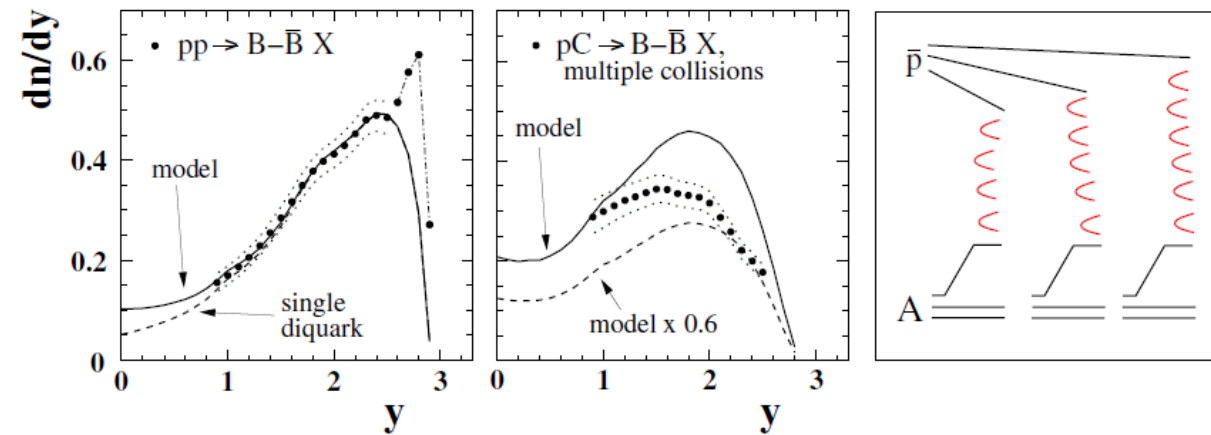 dn/dy
0.6
0.4
0.2
0
• pp → B–B̅ X
model
single
diquark
0 1 2 3
y
• pC → B–B̅ X,
multiple collisions
model
model x 0.6
0 1 2 3
y
p̅
A